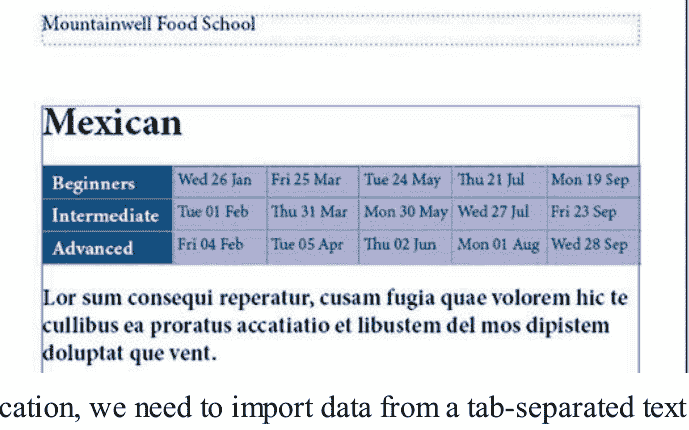 Mountainwell Food School
Mexican
Beginners Wed 26 Jan Fri 25 Mar Tue 24 May Thu 21 Jul Mon 19 Sep
Intermediate Tue 01 Feb Thu 31 Mar Mon 30 May Wed 27 Jul Fri 23 Sep
Advanced Fri 04 Feb Tue 05 Apr Thu 02 Jun Mon 01 Aug Wed 28 Sep
Lor sum consequi reperatur, cusam fugia quae volorem hic te
cullibus ea proratus accatiatio et libustem del mos dipistem
doluptat que vent.
cation, we need to import data from a tab-separated text